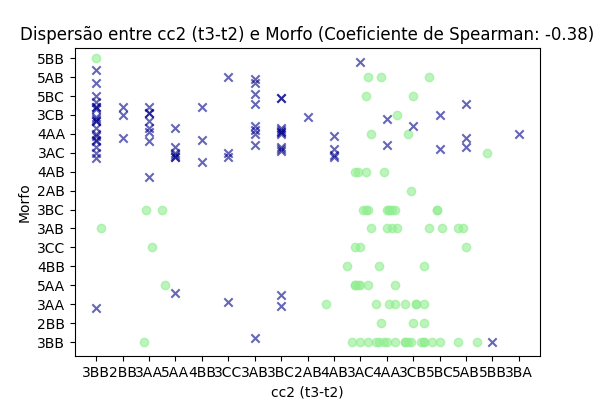 Dispersão entre cc2 (t3-t2) e Morfo (Coeficiente de Spearman: -0.38)
5BB
5AB
5BC
3CB
4AA
3AC
4AB
2AB
3BC
3AB
3CC
4BB
5AA
3AA
2BB
3BB
Morfo
3BB 2BB 3AA 5AA 4BB 3CC 3AB 3BC 2AB 4AB 3AC 4AA 3CB 5BC 5AB 5BB 3BA
cc2 (t3-t2)